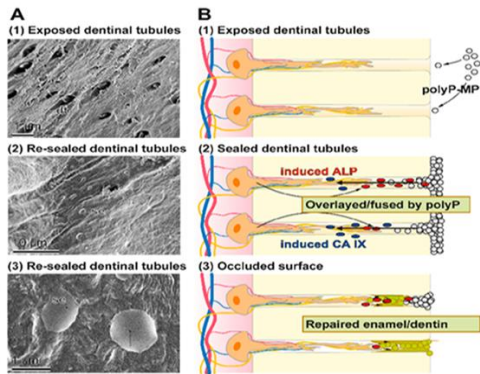 A
(1) Exposed dentinal tubules
(2) Re-sealed dentinal tubules
(3) Re-sealed dentinal tubules
B
(1) Exposed dentinal tubules
polyP-MP
(2) Sealed dentinal tubules
induced ALP
Overlayed/fused by polyP
induced CA IX
(3) Occluded surface
Repaired enamel/dentin